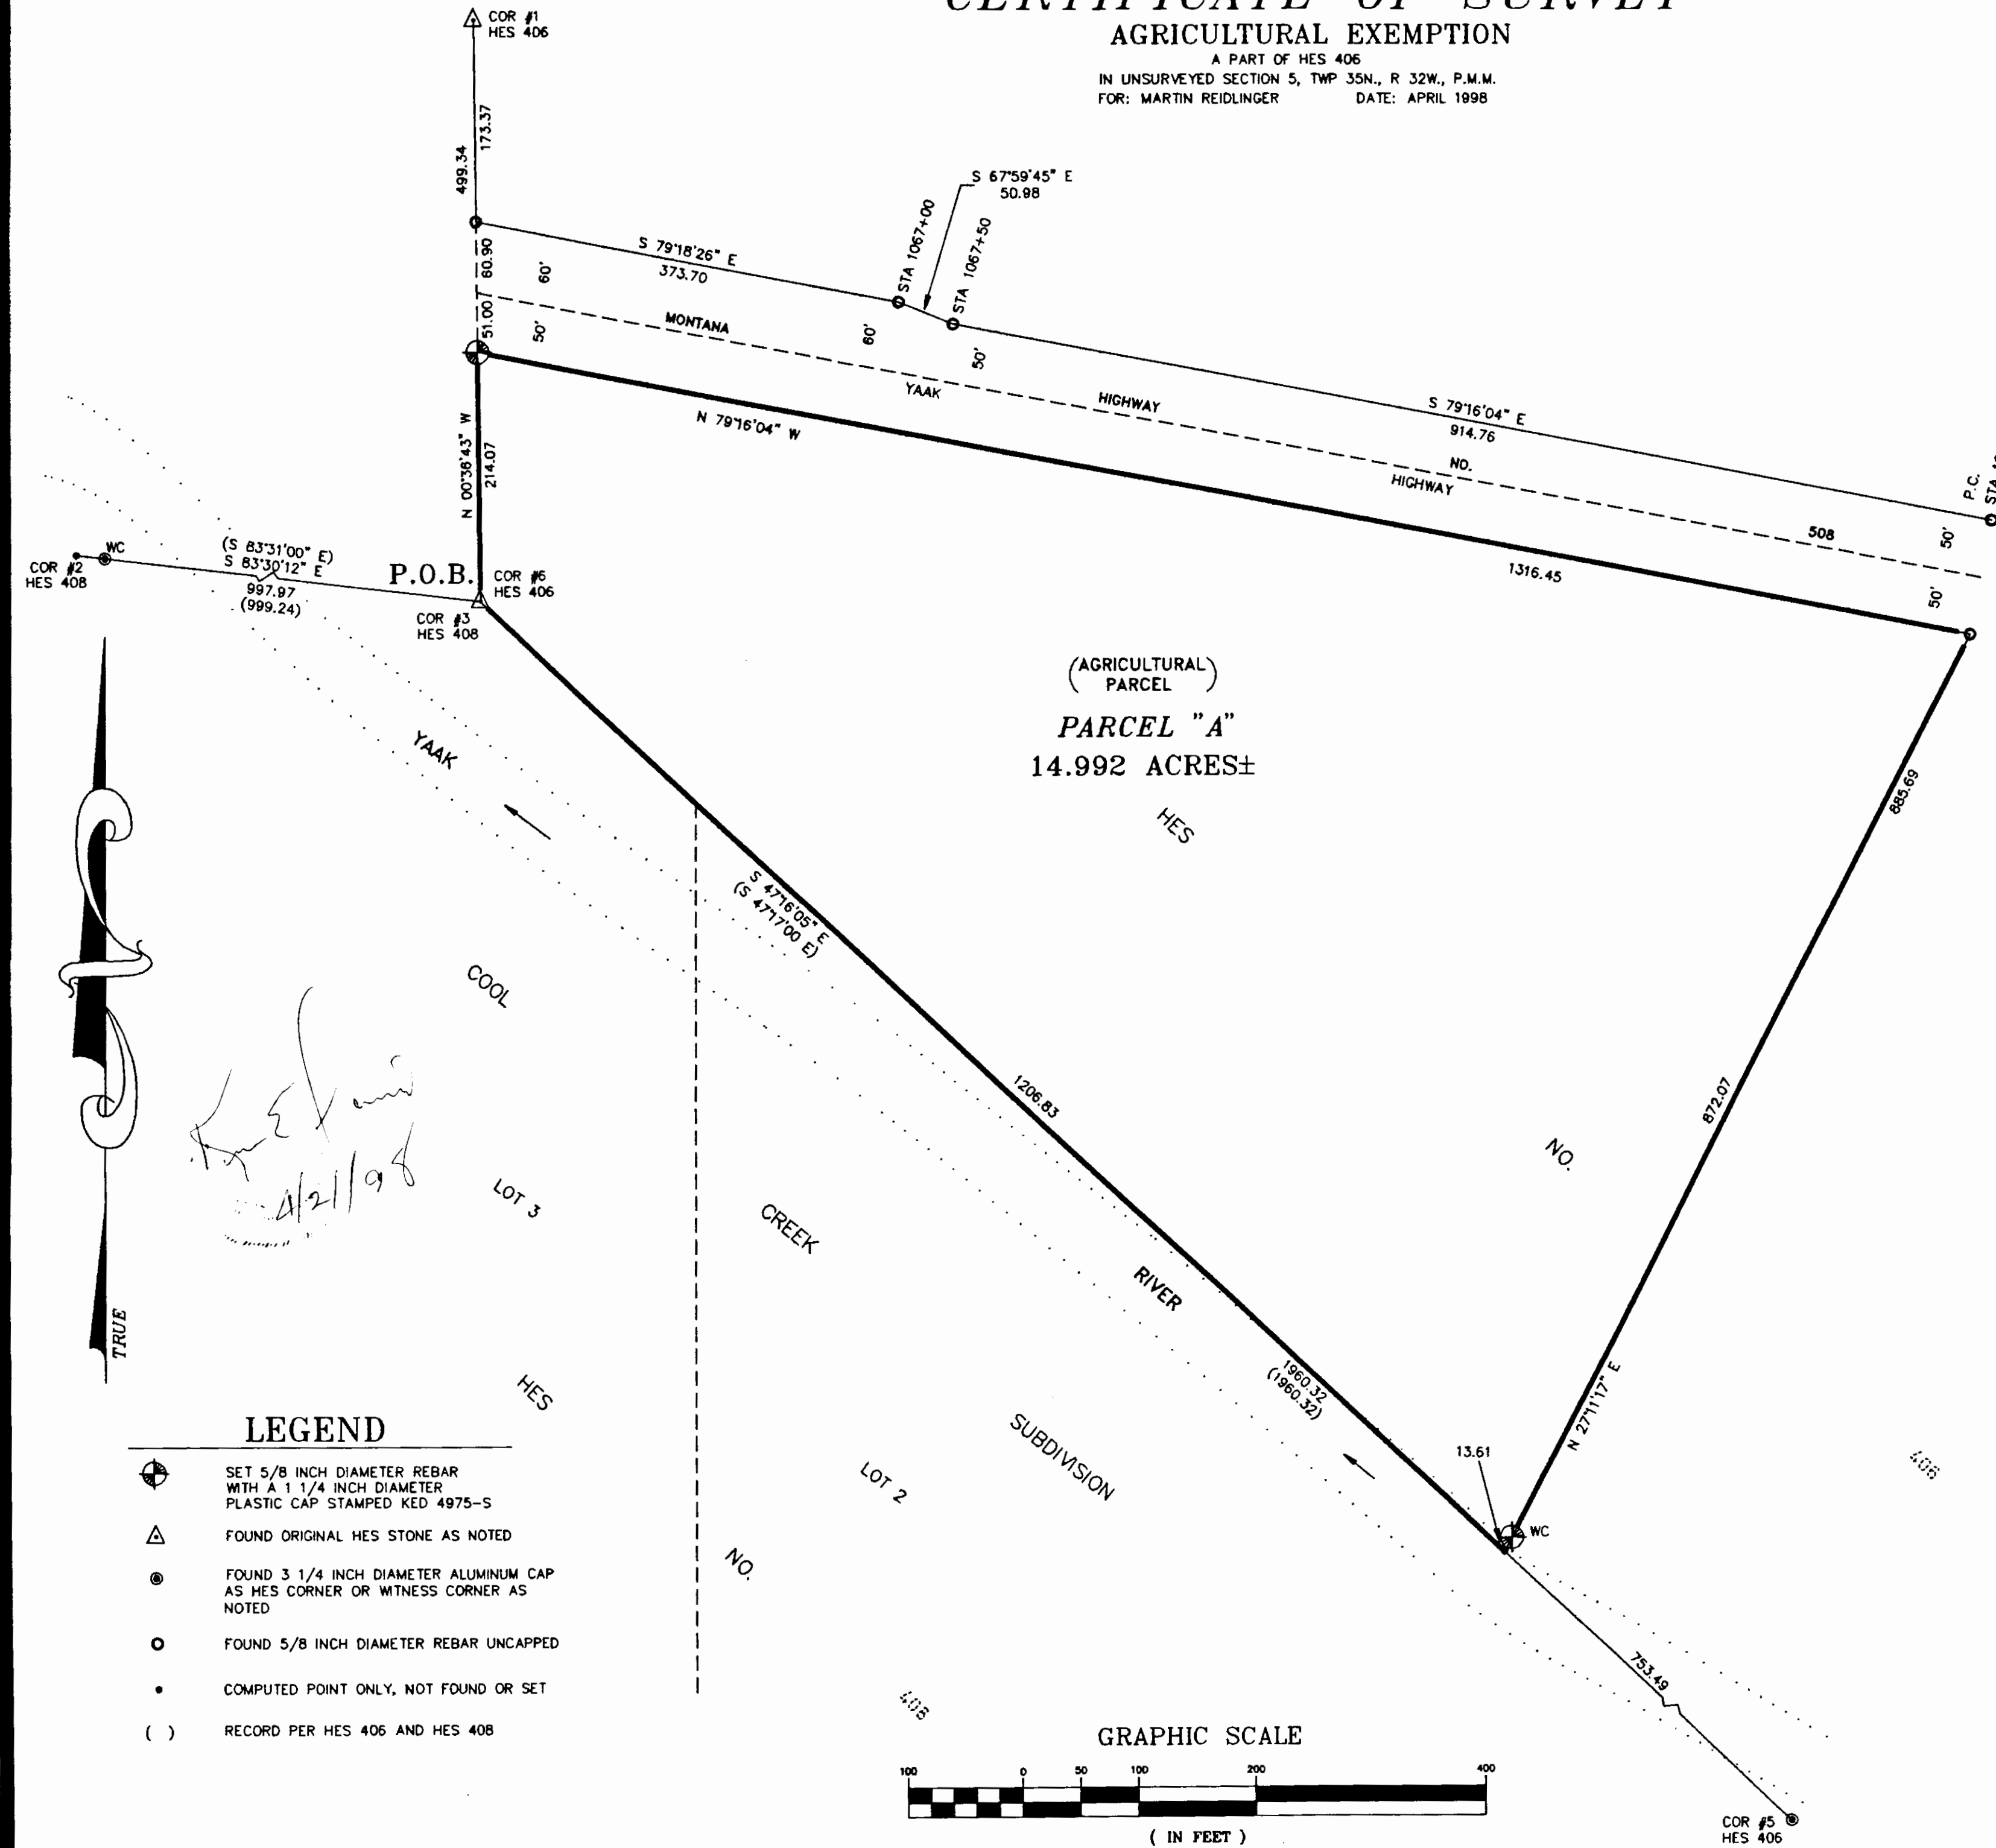 CERTIFICATE OF SURVEY
AGRICULTURAL EXEMPTION
A PART OF HES 406
IN UNSURVEYED SECTION 5, TWP 35N., R 32W., P.M.M.
FOR: MARTIN REIDLINGER DATE: APRIL 1998
COR #1
HES 406
173.37
499.34
S 67°59'45" E
50.98
STA 1067+00
STA 1067+50
S 79°18'26" E
373.70
60.90
60'
51.00
50'
MONTANA
60'
50'
YAAK
HIGHWAY
S 79°16'04" E
914.76
NO.
HIGHWAY
508
P.C.
STA
50'
50'
N 79°16'04" W
1316.45
N 00°38'43" W
214.07
WC
COR #2
HES 408
(S 83°31'00" E)
S 83°30'12" E
997.97
(999.24)
P.O.B.
COR #6
HES 406
COR #3
HES 408
(AGRICULTURAL
PARCEL)
PARCEL "A"
14.992 ACRES±
HES
YAAK
885.69
S 47°16'05" E
(S 47°17'00 E)
COOL
1206.83
872.07
NO.
4/21/98
LOT 3
CREEK
RIVER
TRUE
1960.32
(1960.32)
N 27°11'17" E
HES
SUBDIVISION
13.61
LOT 2
406
WC
NO.
753.49
408
COR #5
HES 406
LEGEND
SET 5/8 INCH DIAMETER REBAR
WITH A 1 1/4 INCH DIAMETER
PLASTIC CAP STAMPED KED 4975-S
FOUND ORIGINAL HES STONE AS NOTED
FOUND 3 1/4 INCH DIAMETER ALUMINUM CAP
AS HES CORNER OR WITNESS CORNER AS
NOTED
FOUND 5/8 INCH DIAMETER REBAR UNCAPPED
COMPUTED POINT ONLY, NOT FOUND OR SET
( ) RECORD PER HES 406 AND HES 408
GRAPHIC SCALE
100 0 50 100 200 400
( IN FEET )